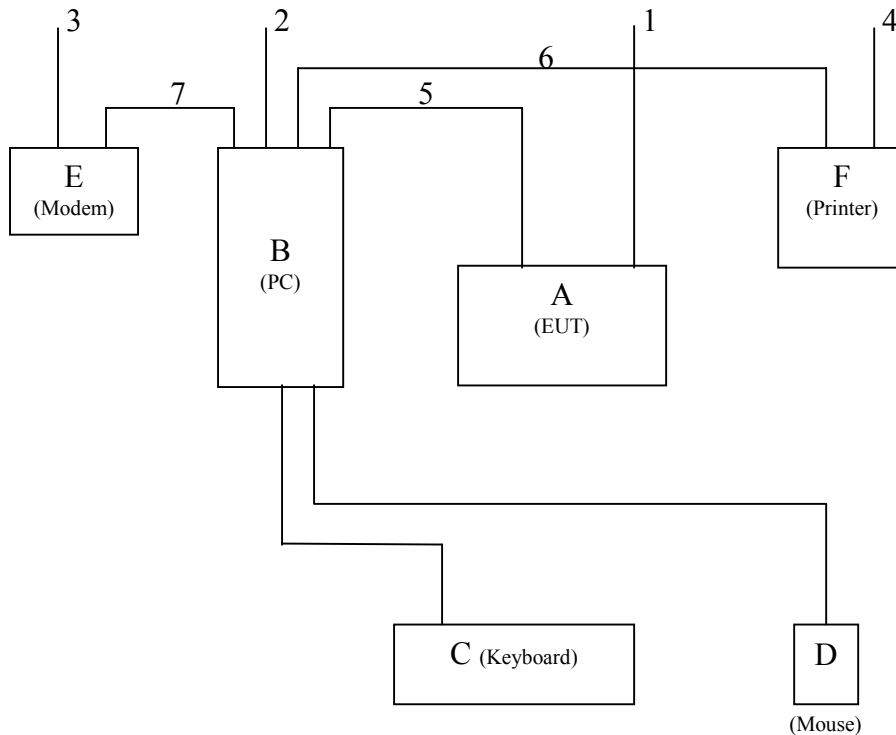 3
2
1
4
6
7
5
E
(Modem)
F
(Printer)
B
(PC)
A
(EUT)
C (Keyboard)
D
(Mouse)